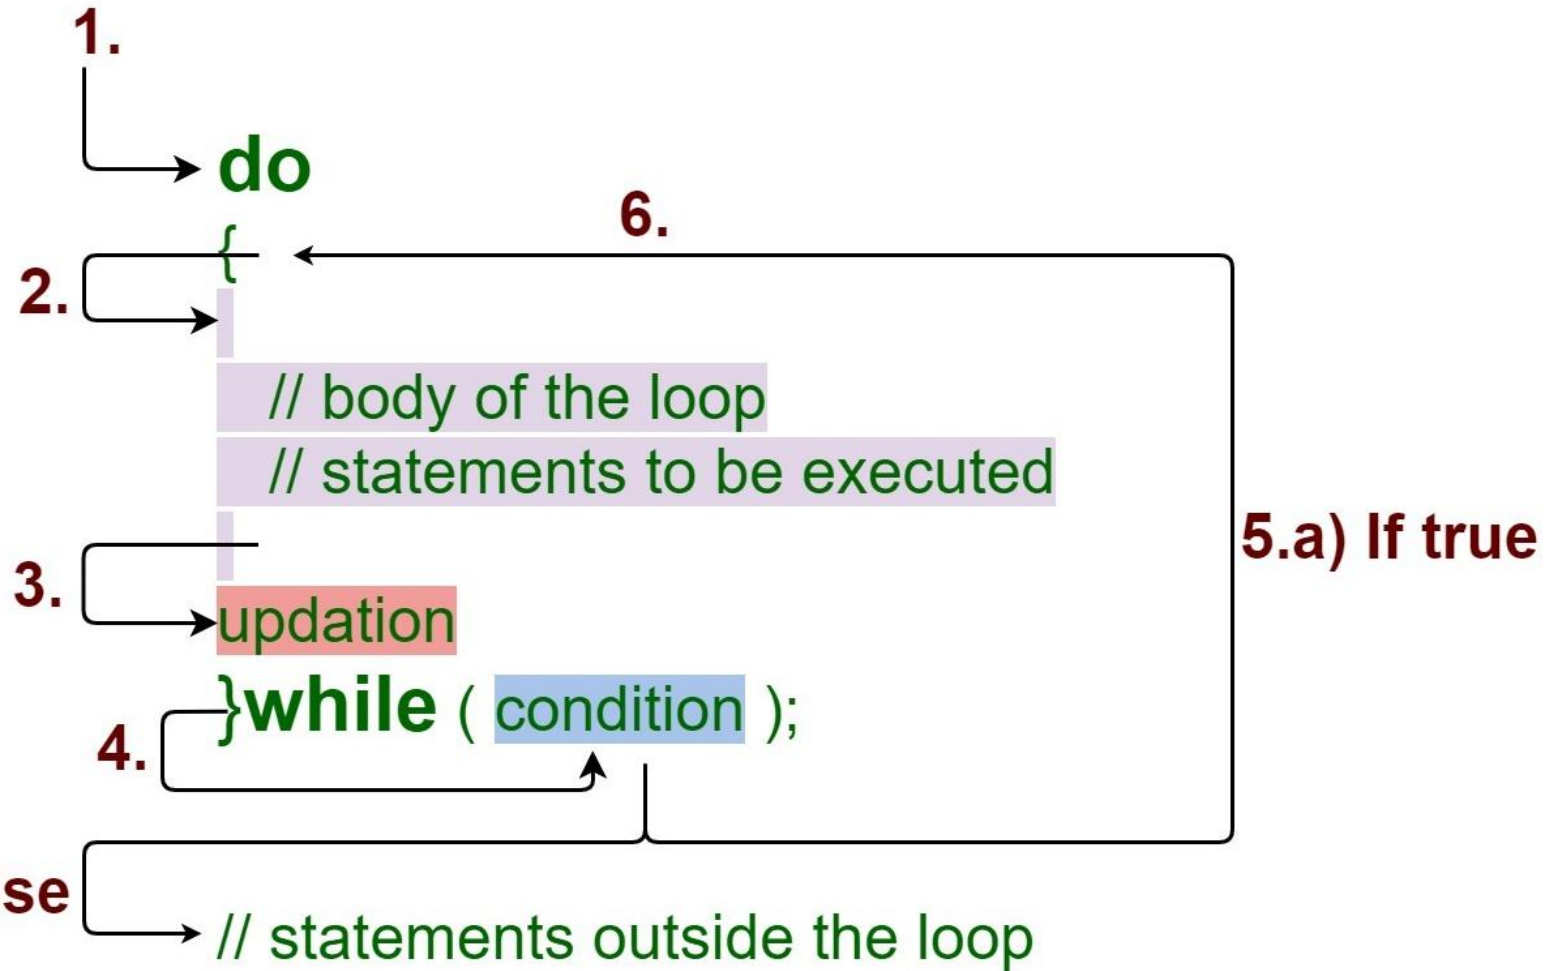 1.
do
6.
{
2.
// body of the loop
// statements to be executed
5.a) If true
3.
updation
}while ( condition );
4.
se
// statements outside the loop